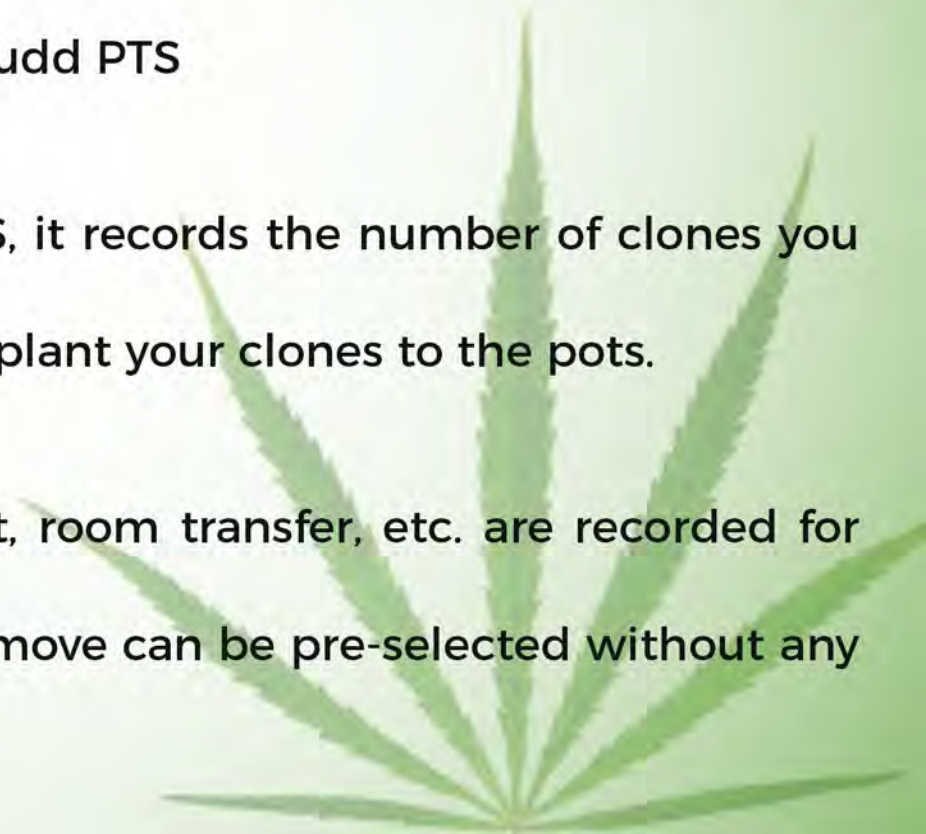 udd PTS
S, it records the number of clones you
plant your clones to the pots.
t, room transfer, etc. are recorded for
move can be pre-selected without any